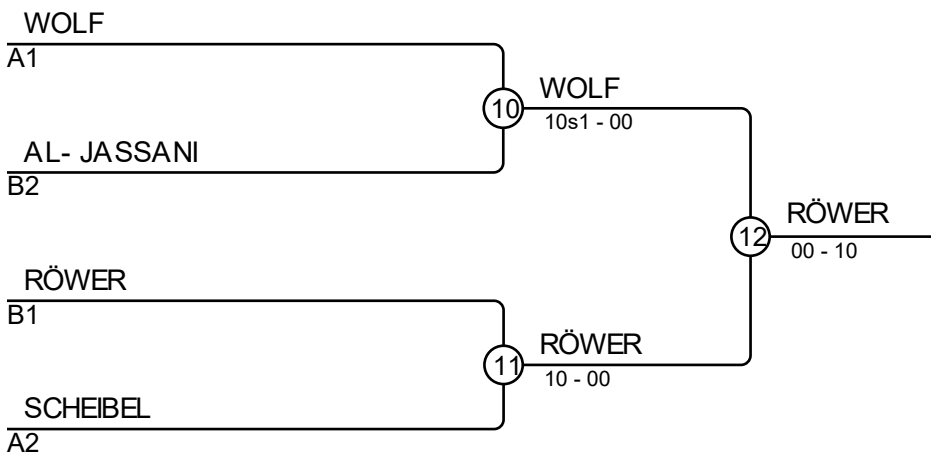 WOLF
A1
10
WOLF
10s1 - 00
AL- JASSANI
B2
12
RÖWER
00 - 10
RÖWER
B1
11
RÖWER
10 - 00
SCHEIBEL
A2